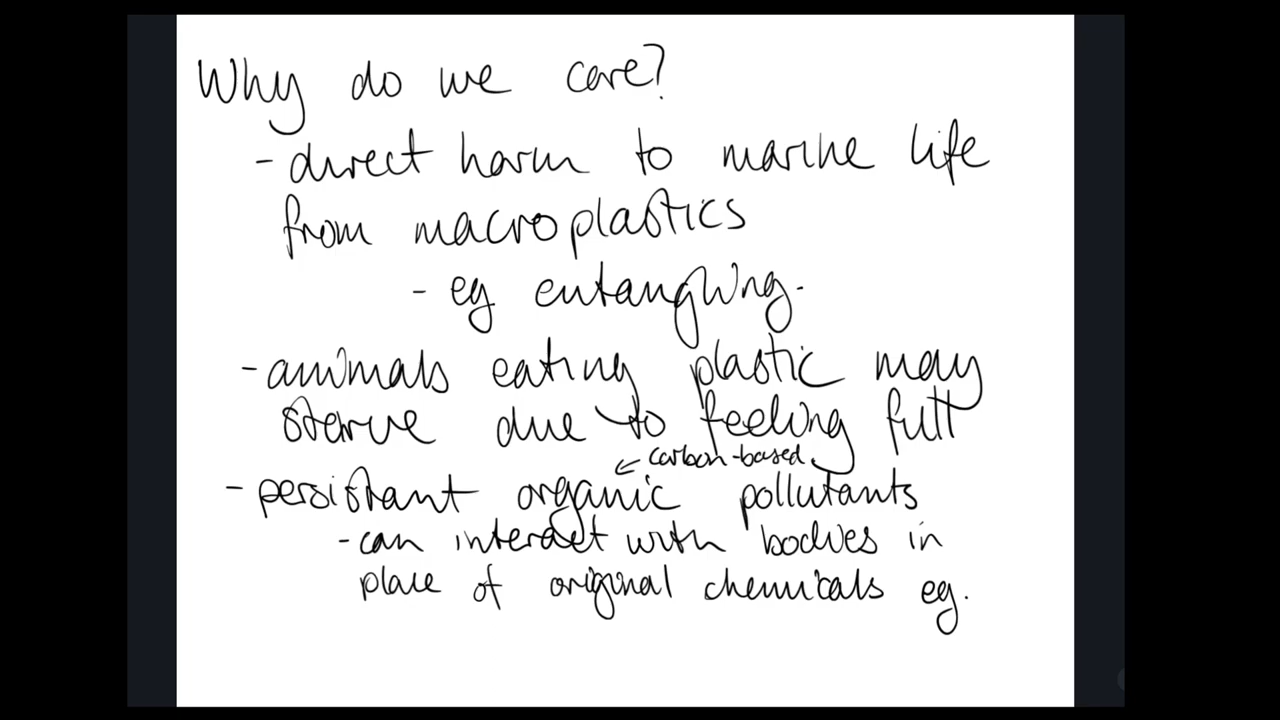 Why do we care?
- direct harm to marine life
from macroplastics
- eg entangling.
- animals eating plastic may
starve due to feeling full
← carbon-based
- persistant organic pollutants
- can interact with bodies in
place of original chemicals eg.